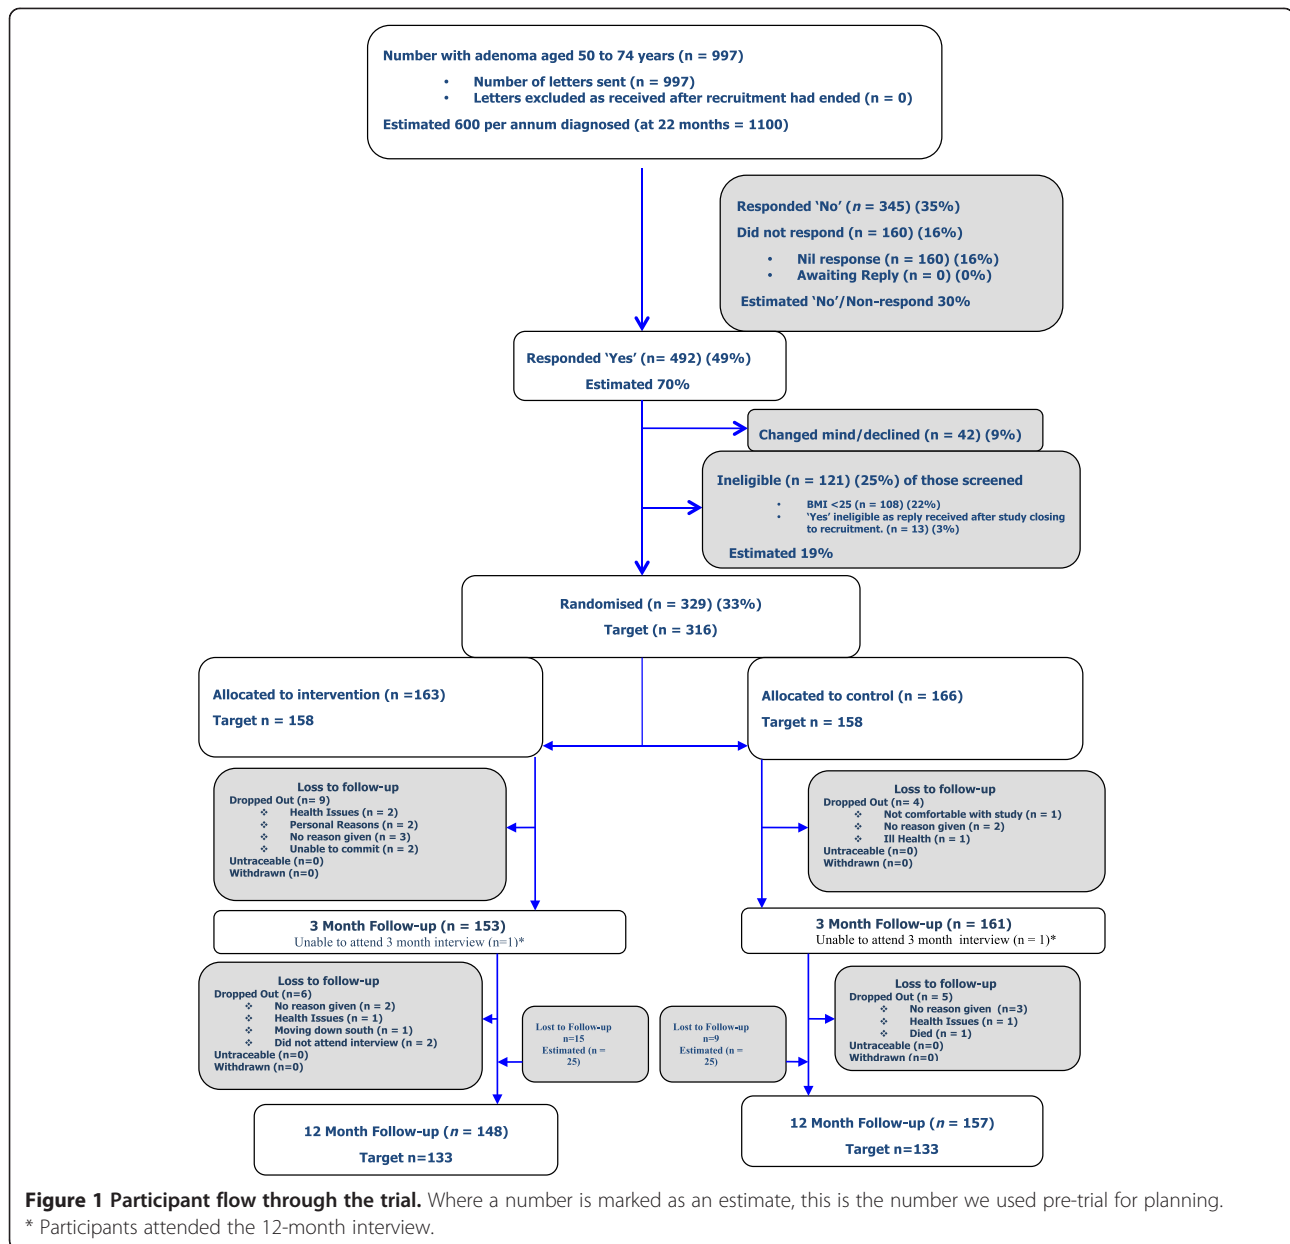 Number with adenoma aged 50 to 74 years (n = 997)
• Number of letters sent (n = 997)
• Letters excluded as received after recruitment had ended (n = 0)
Estimated 600 per annum diagnosed (at 22 months = 1100)
Responded ‘No’ (n = 345) (35%)
Did not respond (n = 160) (16%)
• Nil response (n = 160) (16%)
• Awaiting Reply (n = 0) (0%)
Estimated ‘No’/Non-respond 30%
Responded ‘Yes’ (n= 492) (49%)
Estimated 70%
Changed mind/declined (n = 42) (9%)
Ineligible (n = 121) (25%) of those screened
• BMI <25 (n = 108) (22%)
• ‘Yes’ ineligible as reply received after study closing
to recruitment. (n = 13) (3%)
Estimated 19%
Randomised (n = 329) (33%)
Target (n = 316)
Allocated to intervention (n =163)
Target n = 158
Allocated to control (n = 166)
Target n = 158
Loss to follow-up
Dropped Out (n= 9)
❖ Health Issues (n = 2)
❖ Personal Reasons (n = 2)
❖ No reason given (n = 3)
❖ Unable to commit (n = 2)
Untraceable (n=0)
Withdrawn (n=0)
Loss to follow-up
Dropped Out (n= 4)
❖ Not comfortable with study (n = 1)
❖ No reason given (n = 2)
❖ Ill Health (n = 1)
Untraceable (n=0)
Withdrawn (n=0)
3 Month Follow-up (n = 153)
Unable to attend 3 month interview (n=1)*
3 Month Follow-up (n = 161)
Unable to attend 3 month interview (n = 1)*
Loss to follow-up
Dropped Out (n=6)
❖ No reason given (n = 2)
❖ Health Issues (n = 1)
❖ Moving down south (n = 1)
❖ Did not attend interview (n = 2)
Untraceable (n=0)
Withdrawn (n=0)
Lost to Follow-up
n=15
Estimated (n =
25)
Lost to Follow-up
n=9
Estimated (n =
25)
Loss to follow-up
Dropped Out (n = 5)
❖ No reason given (n=3)
❖ Health Issues (n = 1)
❖ Died (n = 1)
Untraceable (n=0)
Withdrawn (n=0)
12 Month Follow-up (n = 148)
Target n=133
12 Month Follow-up (n = 157)
Target n=133
Figure 1 Participant flow through the trial. Where a number is marked as an estimate, this is the number we used pre-trial for planning.
* Participants attended the 12-month interview.